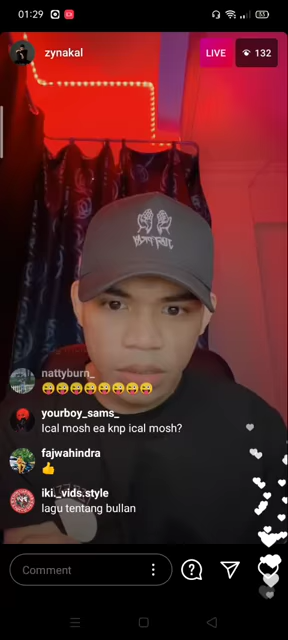 01:29
53
zynakal
LIVE
132
nattyburn_
😜😜😜😜😜😜😜😜
yourboy_sams_
Ical mosh ea knp ical mosh?
fajwahindra
👍
iki._vids.style
lagu tentang bullan
Comment